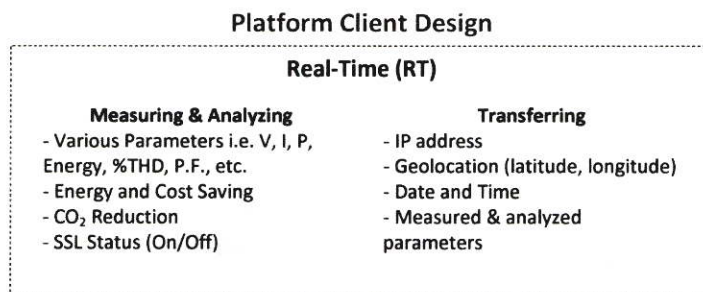 Platform Client Design
Real-Time (RT)
Measuring & Analyzing
- Various Parameters i.e. V, I, P,
Energy, %THD, P.F., etc.
- Energy and Cost Saving
- CO₂ Reduction
- SSL Status (On/Off)
Transferring
- IP address
- Geolocation (latitude, longitude)
- Date and Time
- Measured & analyzed
parameters